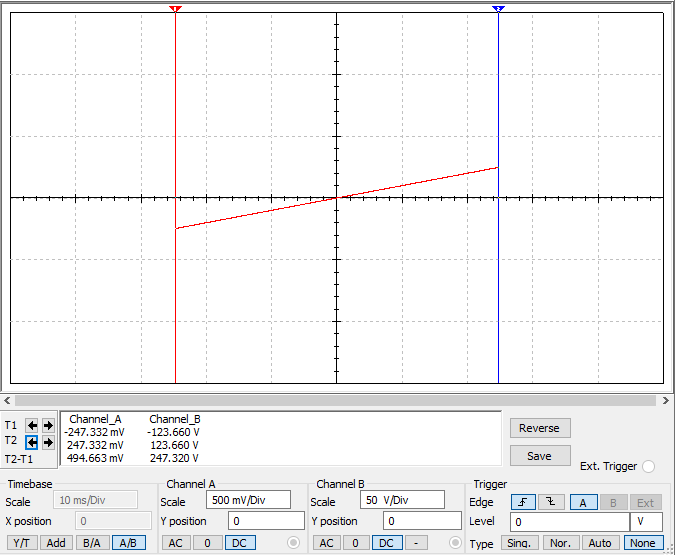 1
2
Channel_A Channel_B
T1 -247.332 mV -123.660 V
T2 247.332 mV 123.660 V
T2-T1 494.663 mV 247.320 V
Reverse
Save
Ext. Trigger
Timebase
Scale 10 ms/Div
X position 0
Y/T Add B/A A/B
Channel A
Scale 500 mV/Div
Y position 0
AC 0 DC
Channel B
Scale 50 V/Div
Y position 0
AC 0 DC -
Trigger
Edge A B Ext
Level 0 V
Type Sing. Nor. Auto None